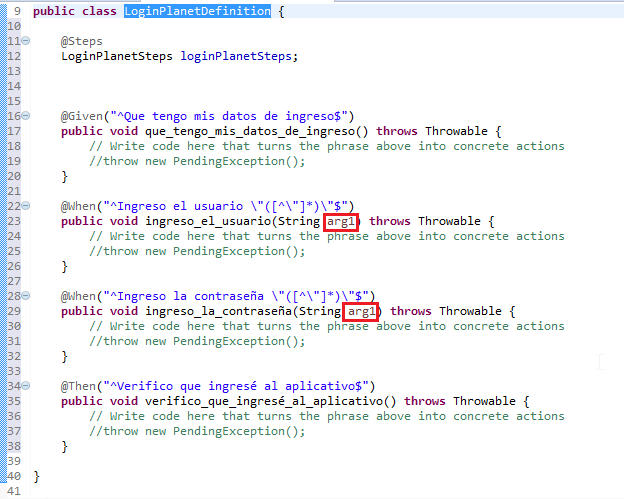 9 public class LoginPlanetDefinition {
10
11 @Steps
12 LoginPlanetSteps loginPlanetSteps;
13
14
15
16 @Given("^Que tengo mis datos de ingreso$")
17 public void que_tengo_mis_datos_de_ingreso() throws Throwable {
18 // Write code here that turns the phrase above into concrete actions
19 //throw new PendingException();
20 }
21
22 @When("^Ingreso el usuario \"([^\"]*)\"$")
23 public void ingreso_el_usuario(String arg1) throws Throwable {
24 // Write code here that turns the phrase above into concrete actions
25 //throw new PendingException();
26 }
27
28 @When("^Ingreso la contraseña \"([^\"]*)\"$")
29 public void ingreso_la_contraseña(String arg1) throws Throwable {
30 // Write code here that turns the phrase above into concrete actions
31 //throw new PendingException();
32 }
33
34 @Then("^Verifico que ingresé al aplicativo$")
35 public void verifico_que_ingresé_al_aplicativo() throws Throwable {
36 // Write code here that turns the phrase above into concrete actions
37 //throw new PendingException();
38 }
39
40 }
41